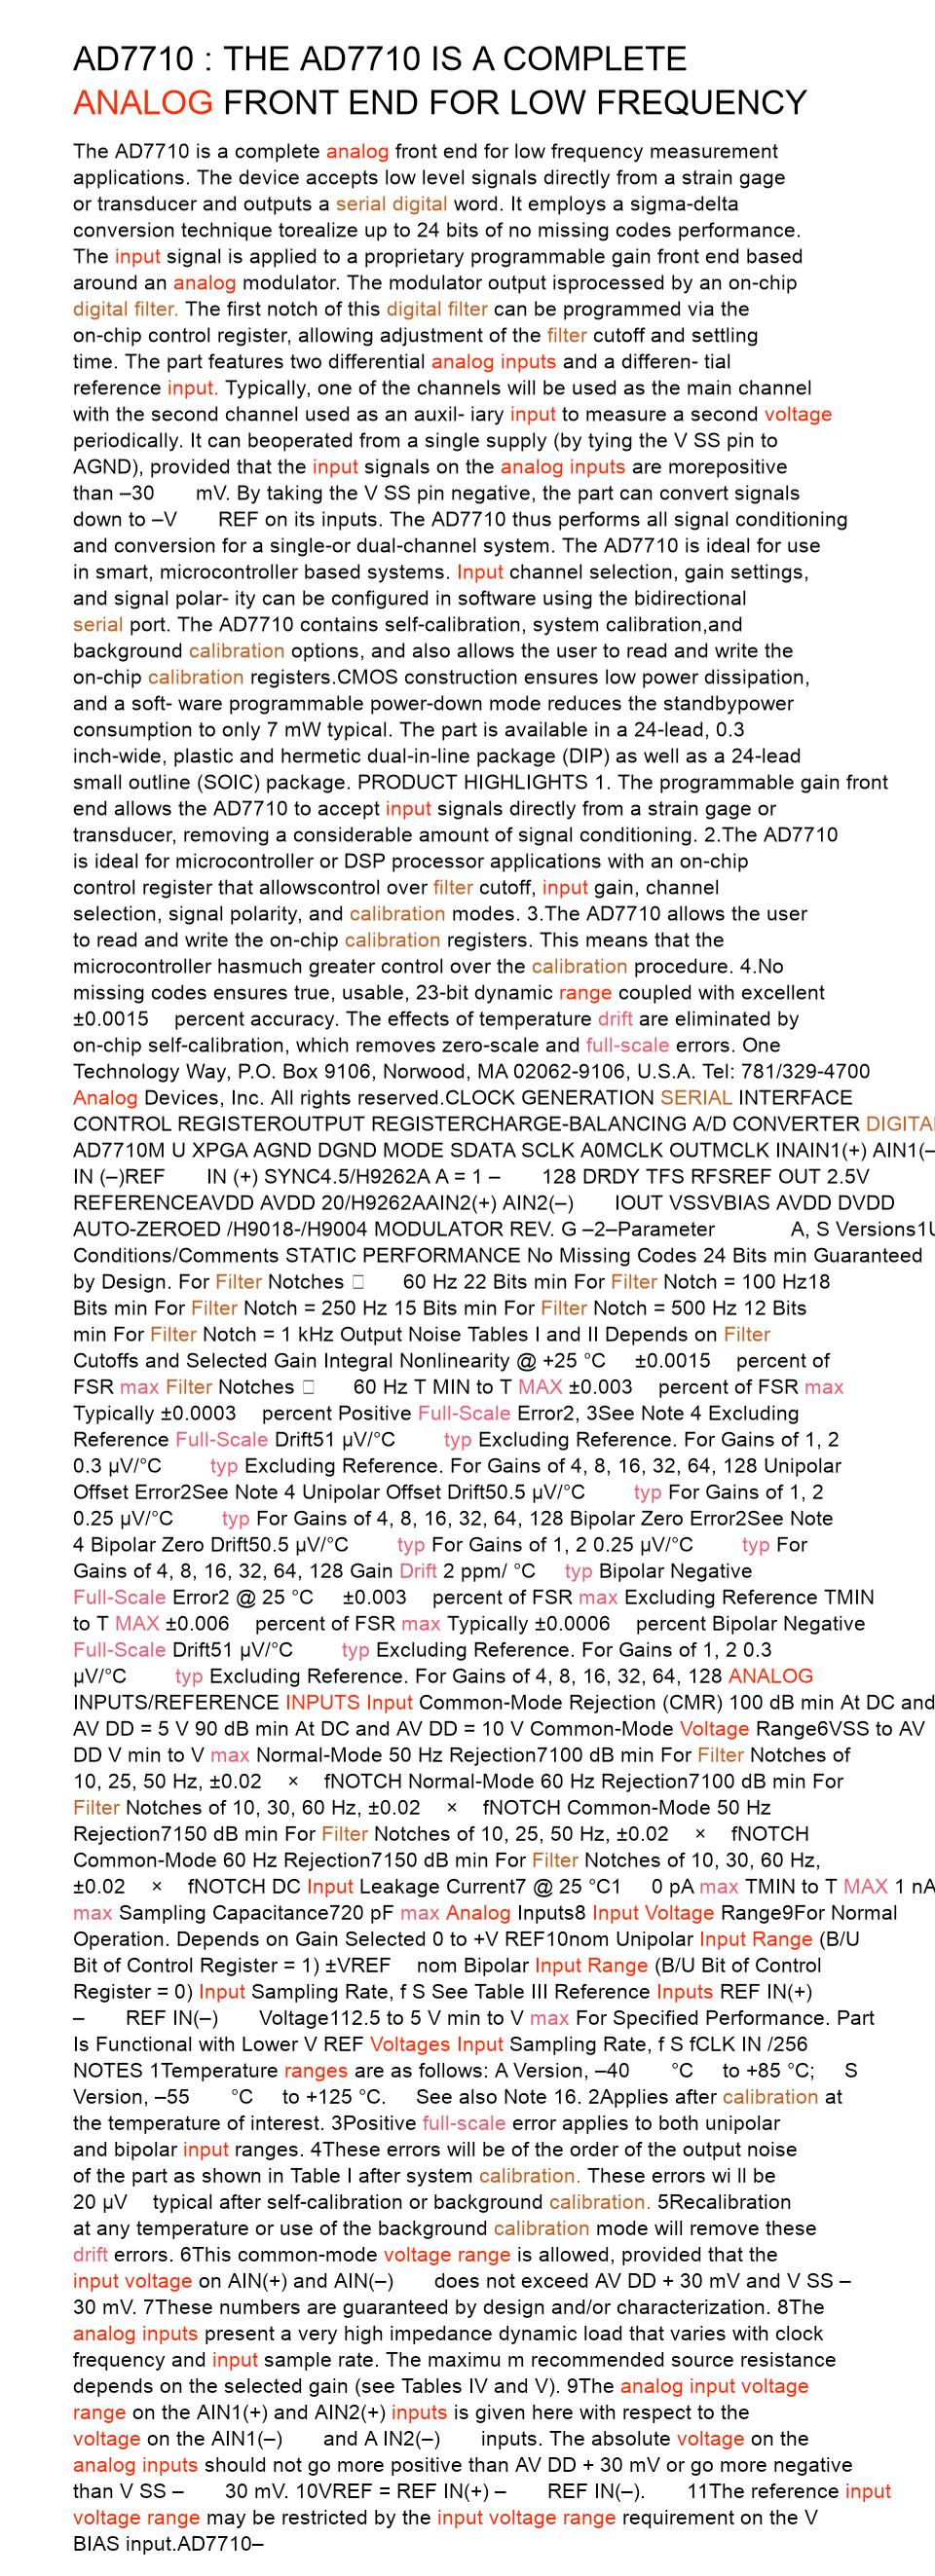 AD7710 : THE AD7710 IS A COMPLETE
ANALOG FRONT END FOR LOW FREQUENCY
The AD7710 is a complete analog front end for low frequency measurement
applications. The device accepts low level signals directly from a strain gage
or transducer and outputs a serial digital word. It employs a sigma-delta
conversion technique torealize up to 24 bits of no missing codes performance.
The input signal is applied to a proprietary programmable gain front end based
around an analog modulator. The modulator output isprocessed by an on-chip
digital filter. The first notch of this digital filter can be programmed via the
on-chip control register, allowing adjustment of the filter cutoff and settling
time. The part features two differential analog inputs and a differen- tial
reference input. Typically, one of the channels will be used as the main channel
with the second channel used as an auxil- iary input to measure a second voltage
periodically. It can beoperated from a single supply (by tying the V SS pin to
AGND), provided that the input signals on the analog inputs are morepositive
than –30 mV. By taking the V SS pin negative, the part can convert signals
down to –V REF on its inputs. The AD7710 thus performs all signal conditioning
and conversion for a single-or dual-channel system. The AD7710 is ideal for use
in smart, microcontroller based systems. Input channel selection, gain settings,
and signal polar- ity can be configured in software using the bidirectional
serial port. The AD7710 contains self-calibration, system calibration,and
background calibration options, and also allows the user to read and write the
on-chip calibration registers.CMOS construction ensures low power dissipation,
and a soft- ware programmable power-down mode reduces the standbypower
consumption to only 7 mW typical. The part is available in a 24-lead, 0.3
inch-wide, plastic and hermetic dual-in-line package (DIP) as well as a 24-lead
small outline (SOIC) package. PRODUCT HIGHLIGHTS 1. The programmable gain front
end allows the AD7710 to accept input signals directly from a strain gage or
transducer, removing a considerable amount of signal conditioning. 2.The AD7710
is ideal for microcontroller or DSP processor applications with an on-chip
control register that allowscontrol over filter cutoff, input gain, channel
selection, signal polarity, and calibration modes. 3.The AD7710 allows the user
to read and write the on-chip calibration registers. This means that the
microcontroller hasmuch greater control over the calibration procedure. 4.No
missing codes ensures true, usable, 23-bit dynamic range coupled with excellent
±0.0015 percent accuracy. The effects of temperature drift are eliminated by
on-chip self-calibration, which removes zero-scale and full-scale errors. One
Technology Way, P.O. Box 9106, Norwood, MA 02062-9106, U.S.A. Tel: 781/329-4700
Analog Devices, Inc. All rights reserved.CLOCK GENERATION SERIAL INTERFACE
CONTROL REGISTEROUTPUT REGISTERCHARGE-BALANCING A/D CONVERTER DIGITA
AD7710M U XPGA AGND DGND MODE SDATA SCLK A0MCLK OUTMCLK INAIN1(+) AIN1(–
IN (–)REF IN (+) SYNC4.5/H9262A A = 1 – 128 DRDY TFS RFSREF OUT 2.5V
REFERENCEAVDD AVDD 20/H9262AAIN2(+) AIN2(–) IOUT VSSVBIAS AVDD DVDD
AUTO-ZEROED /H9018-/H9004 MODULATOR REV. G –2–Parameter A, S Versions1U
Conditions/Comments STATIC PERFORMANCE No Missing Codes 24 Bits min Guaranteed
by Design. For Filter Notches 60 Hz 22 Bits min For Filter Notch = 100 Hz18
Bits min For Filter Notch = 250 Hz 15 Bits min For Filter Notch = 500 Hz 12 Bits
min For Filter Notch = 1 kHz Output Noise Tables I and II Depends on Filter
Cutoffs and Selected Gain Integral Nonlinearity @ +25 °C ±0.0015 percent of
FSR max Filter Notches 60 Hz T MIN to T MAX ±0.003 percent of FSR max
Typically ±0.0003 percent Positive Full-Scale Error2, 3See Note 4 Excluding
Reference Full-Scale Drift51 µV/°C typ Excluding Reference. For Gains of 1, 2
0.3 µV/°C typ Excluding Reference. For Gains of 4, 8, 16, 32, 64, 128 Unipolar
Offset Error2See Note 4 Unipolar Offset Drift50.5 µV/°C typ For Gains of 1, 2
0.25 µV/°C typ For Gains of 4, 8, 16, 32, 64, 128 Bipolar Zero Error2See Note
4 Bipolar Zero Drift50.5 µV/°C typ For Gains of 1, 2 0.25 µV/°C typ For
Gains of 4, 8, 16, 32, 64, 128 Gain Drift 2 ppm/ °C typ Bipolar Negative
Full-Scale Error2 @ 25 °C ±0.003 percent of FSR max Excluding Reference TMIN
to T MAX ±0.006 percent of FSR max Typically ±0.0006 percent Bipolar Negative
Full-Scale Drift51 µV/°C typ Excluding Reference. For Gains of 1, 2 0.3
µV/°C typ Excluding Reference. For Gains of 4, 8, 16, 32, 64, 128 ANALOG
INPUTS/REFERENCE INPUTS Input Common-Mode Rejection (CMR) 100 dB min At DC and
AV DD = 5 V 90 dB min At DC and AV DD = 10 V Common-Mode Voltage Range6VSS to AV
DD V min to V max Normal-Mode 50 Hz Rejection7100 dB min For Filter Notches of
10, 25, 50 Hz, ±0.02 × fNOTCH Normal-Mode 60 Hz Rejection7100 dB min For
Filter Notches of 10, 30, 60 Hz, ±0.02 × fNOTCH Common-Mode 50 Hz
Rejection7150 dB min For Filter Notches of 10, 25, 50 Hz, ±0.02 × fNOTCH
Common-Mode 60 Hz Rejection7150 dB min For Filter Notches of 10, 30, 60 Hz,
±0.02 × fNOTCH DC Input Leakage Current7 @ 25 °C1 0 pA max TMIN to T MAX 1 nA
max Sampling Capacitance720 pF max Analog Inputs8 Input Voltage Range9For Normal
Operation. Depends on Gain Selected 0 to +V REF10nom Unipolar Input Range (B/U
Bit of Control Register = 1) ±VREF nom Bipolar Input Range (B/U Bit of Control
Register = 0) Input Sampling Rate, f S See Table III Reference Inputs REF IN(+)
– REF IN(–) Voltage112.5 to 5 V min to V max For Specified Performance. Part
Is Functional with Lower V REF Voltages Input Sampling Rate, f S fCLK IN /256
NOTES 1Temperature ranges are as follows: A Version, –40 °C to +85 °C; S
Version, –55 °C to +125 °C. See also Note 16. 2Applies after calibration at
the temperature of interest. 3Positive full-scale error applies to both unipolar
and bipolar input ranges. 4These errors will be of the order of the output noise
of the part as shown in Table I after system calibration. These errors wi ll be
20 µV typical after self-calibration or background calibration. 5Recalibration
at any temperature or use of the background calibration mode will remove these
drift errors. 6This common-mode voltage range is allowed, provided that the
input voltage on AIN(+) and AIN(–) does not exceed AV DD + 30 mV and V SS –
30 mV. 7These numbers are guaranteed by design and/or characterization. 8The
analog inputs present a very high impedance dynamic load that varies with clock
frequency and input sample rate. The maximu m recommended source resistance
depends on the selected gain (see Tables IV and V). 9The analog input voltage
range on the AIN1(+) and AIN2(+) inputs is given here with respect to the
voltage on the AIN1(–) and A IN2(–) inputs. The absolute voltage on the
analog inputs should not go more positive than AV DD + 30 mV or go more negative
than V SS – 30 mV. 10VREF = REF IN(+) – REF IN(–). 11The reference input
voltage range may be restricted by the input voltage range requirement on the V
BIAS input.AD7710–